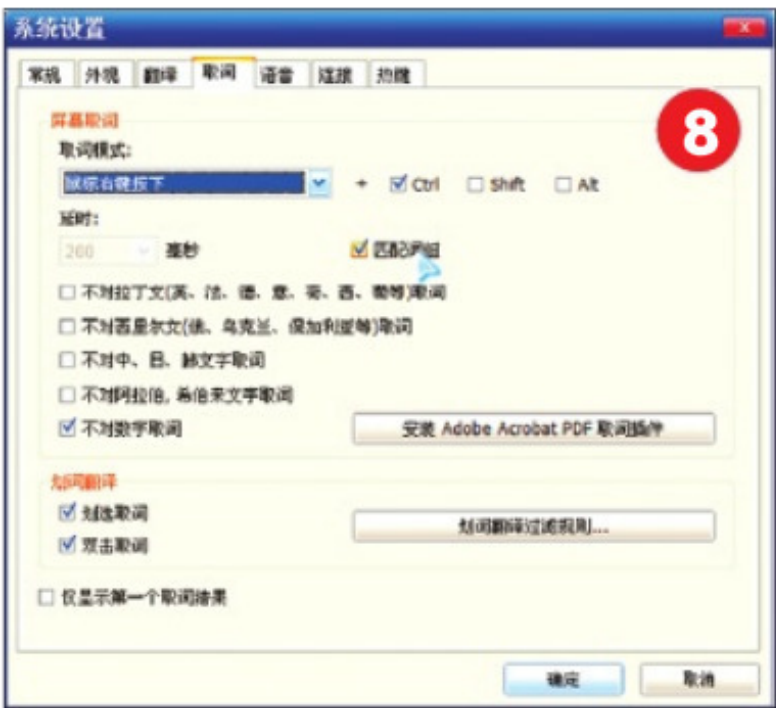 系统设置
常规 外观 翻译 取词 语音 连接 热键
8
屏幕取词
取词模式:
鼠标右键按下 + Ctrl Shift Alt
延时:
260 毫秒 匹配词组
不对拉丁文(英、法、德、意、荷、西、葡等)取词
不对西里尔文(俄、乌克兰、保加利亚等)取词
不对中、日、韩文字取词
不对阿拉伯, 希伯来文字取词
不对数字取词 安装 Adobe Acrobat PDF 取词插件
划词翻译
划选取词
双击取词 划词翻译过滤规则...
仅显示第一个取词结果
确定 取消